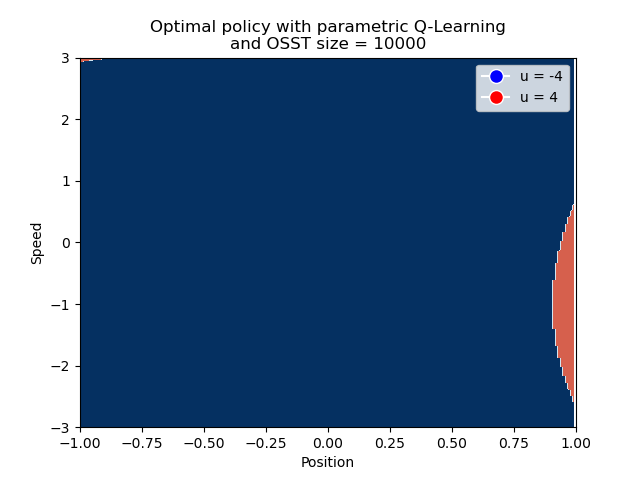 Optimal policy with parametric Q-Learning
and OSST size = 10000
u = -4
u = 4
3
2
1
0
−1
−2
−3
Speed
−1.00 −0.75 −0.50 −0.25 0.00 0.25 0.50 0.75 1.00
Position